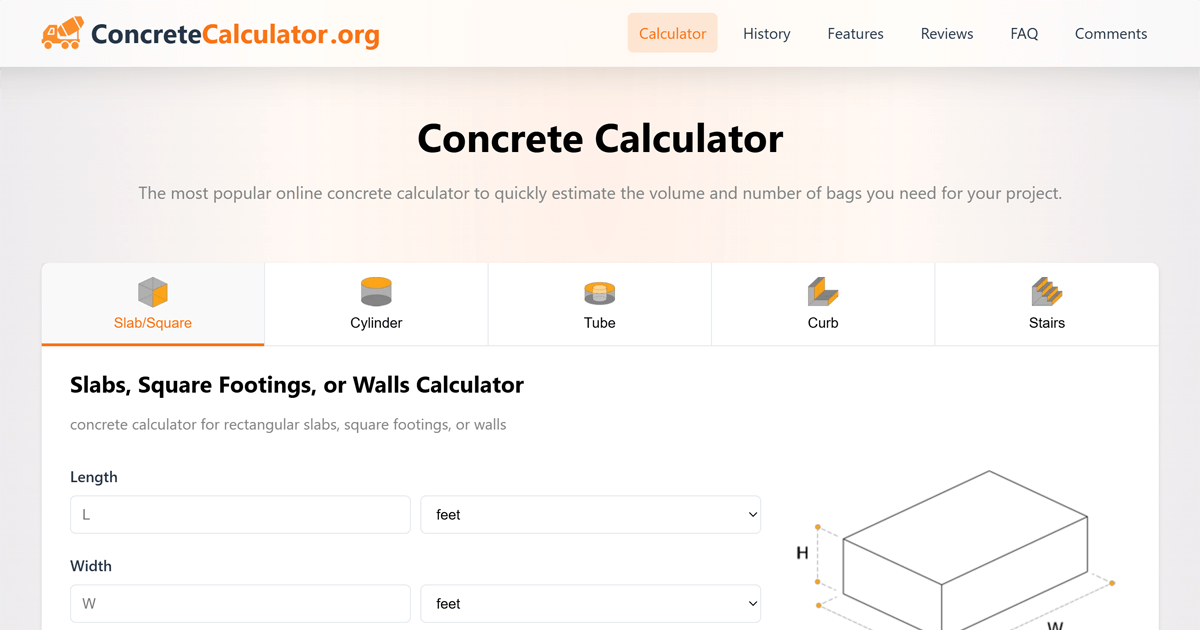 ConcreteCalculator.org
Calculator History Features Reviews FAQ Comments
Concrete Calculator
The most popular online concrete calculator to quickly estimate the volume and number of bags you need for your project.
Slab/Square Cylinder Tube Curb Stairs
Slabs, Square Footings, or Walls Calculator
concrete calculator for rectangular slabs, square footings, or walls
Length
L feet
H
Width
W feet
W